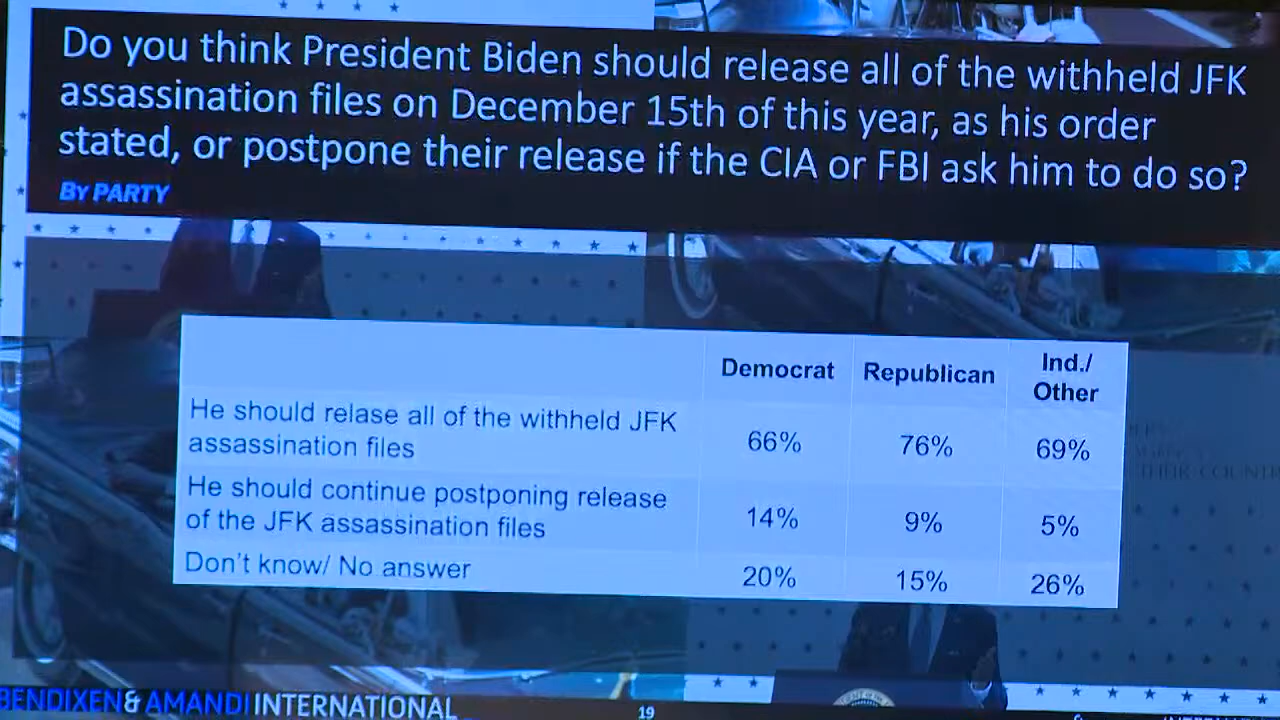 Do you think President Biden should release all of the withheld JFK
assassination files on December 15th of this year, as his order
stated, or postpone their release if the CIA or FBI ask him to do so?
BY PARTY
Democrat Republican Ind./
Other
He should relase all of the withheld JFK
assassination files 66% 76% 69%
He should continue postponing release
of the JFK assassination files 14% 9% 5%
Don't know/ No answer 20% 15% 26%
BENDIXEN & AMANDI INTERNATIONAL
19